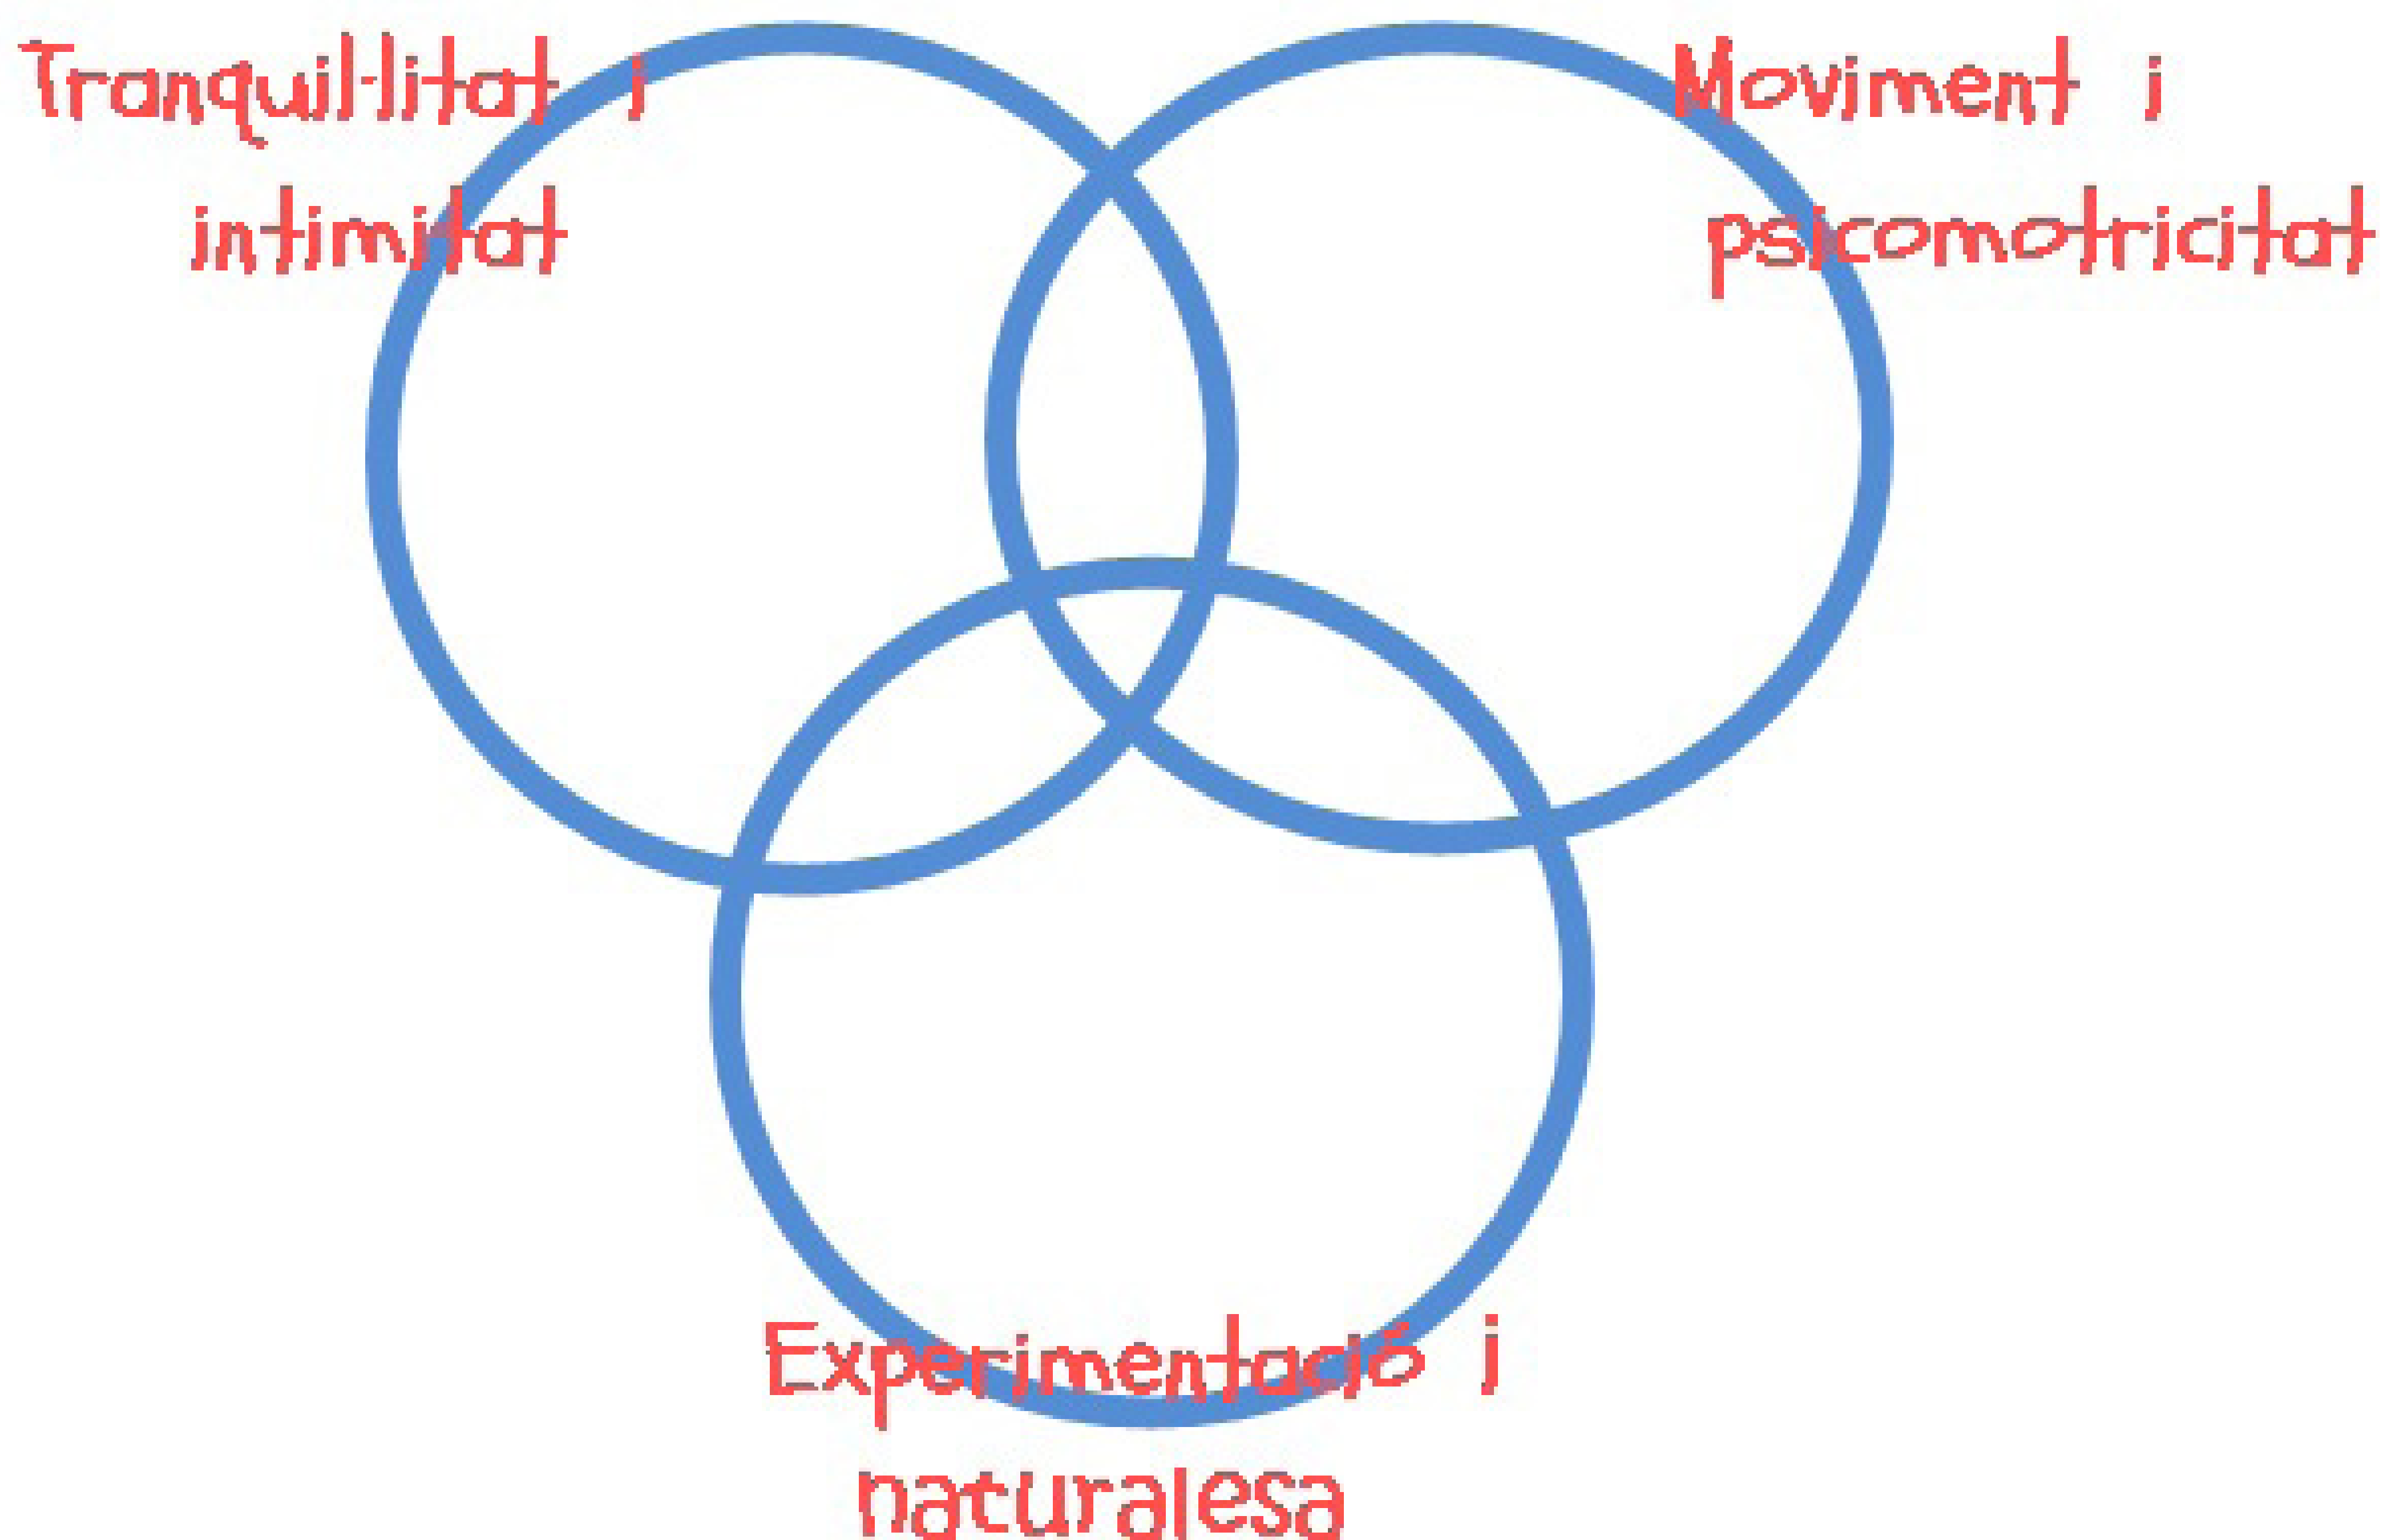 Tranquil·litat i
intimitat
Moviment i
psicomotricitat
Experimentació i
naturalesa